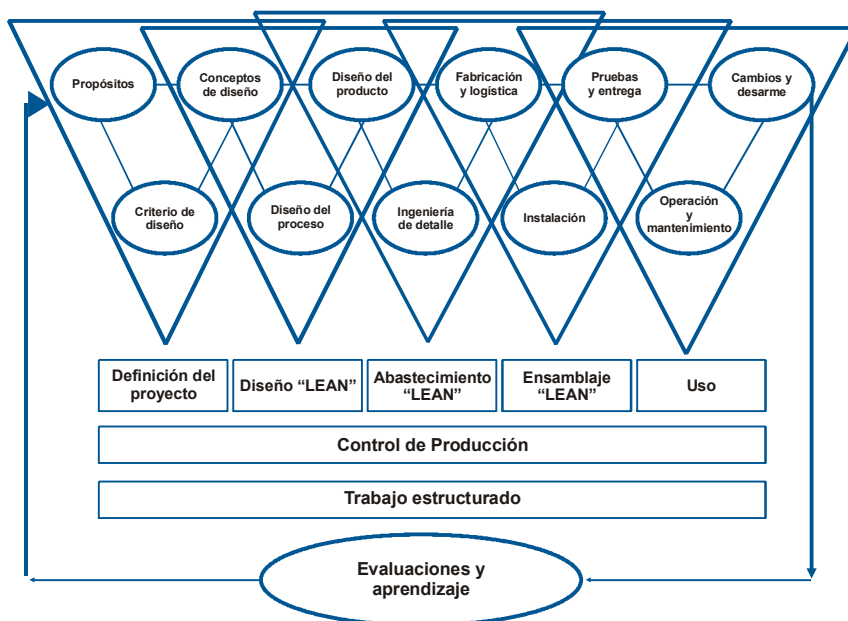 Propósitos
Conceptos
de diseño
Diseño del
producto
Fabricación
y logística
Pruebas
y entrega
Cambios y
desarme
Criterio de
diseño
Diseño del
proceso
Ingeniería
de detalle
Instalación
Operación
y
mantenimiento
Definición del
proyecto
Diseño “LEAN”
Abastecimiento
“LEAN”
Ensamblaje
“LEAN”
Uso
Control de Producción
Trabajo estructurado
Evaluaciones y
aprendizaje